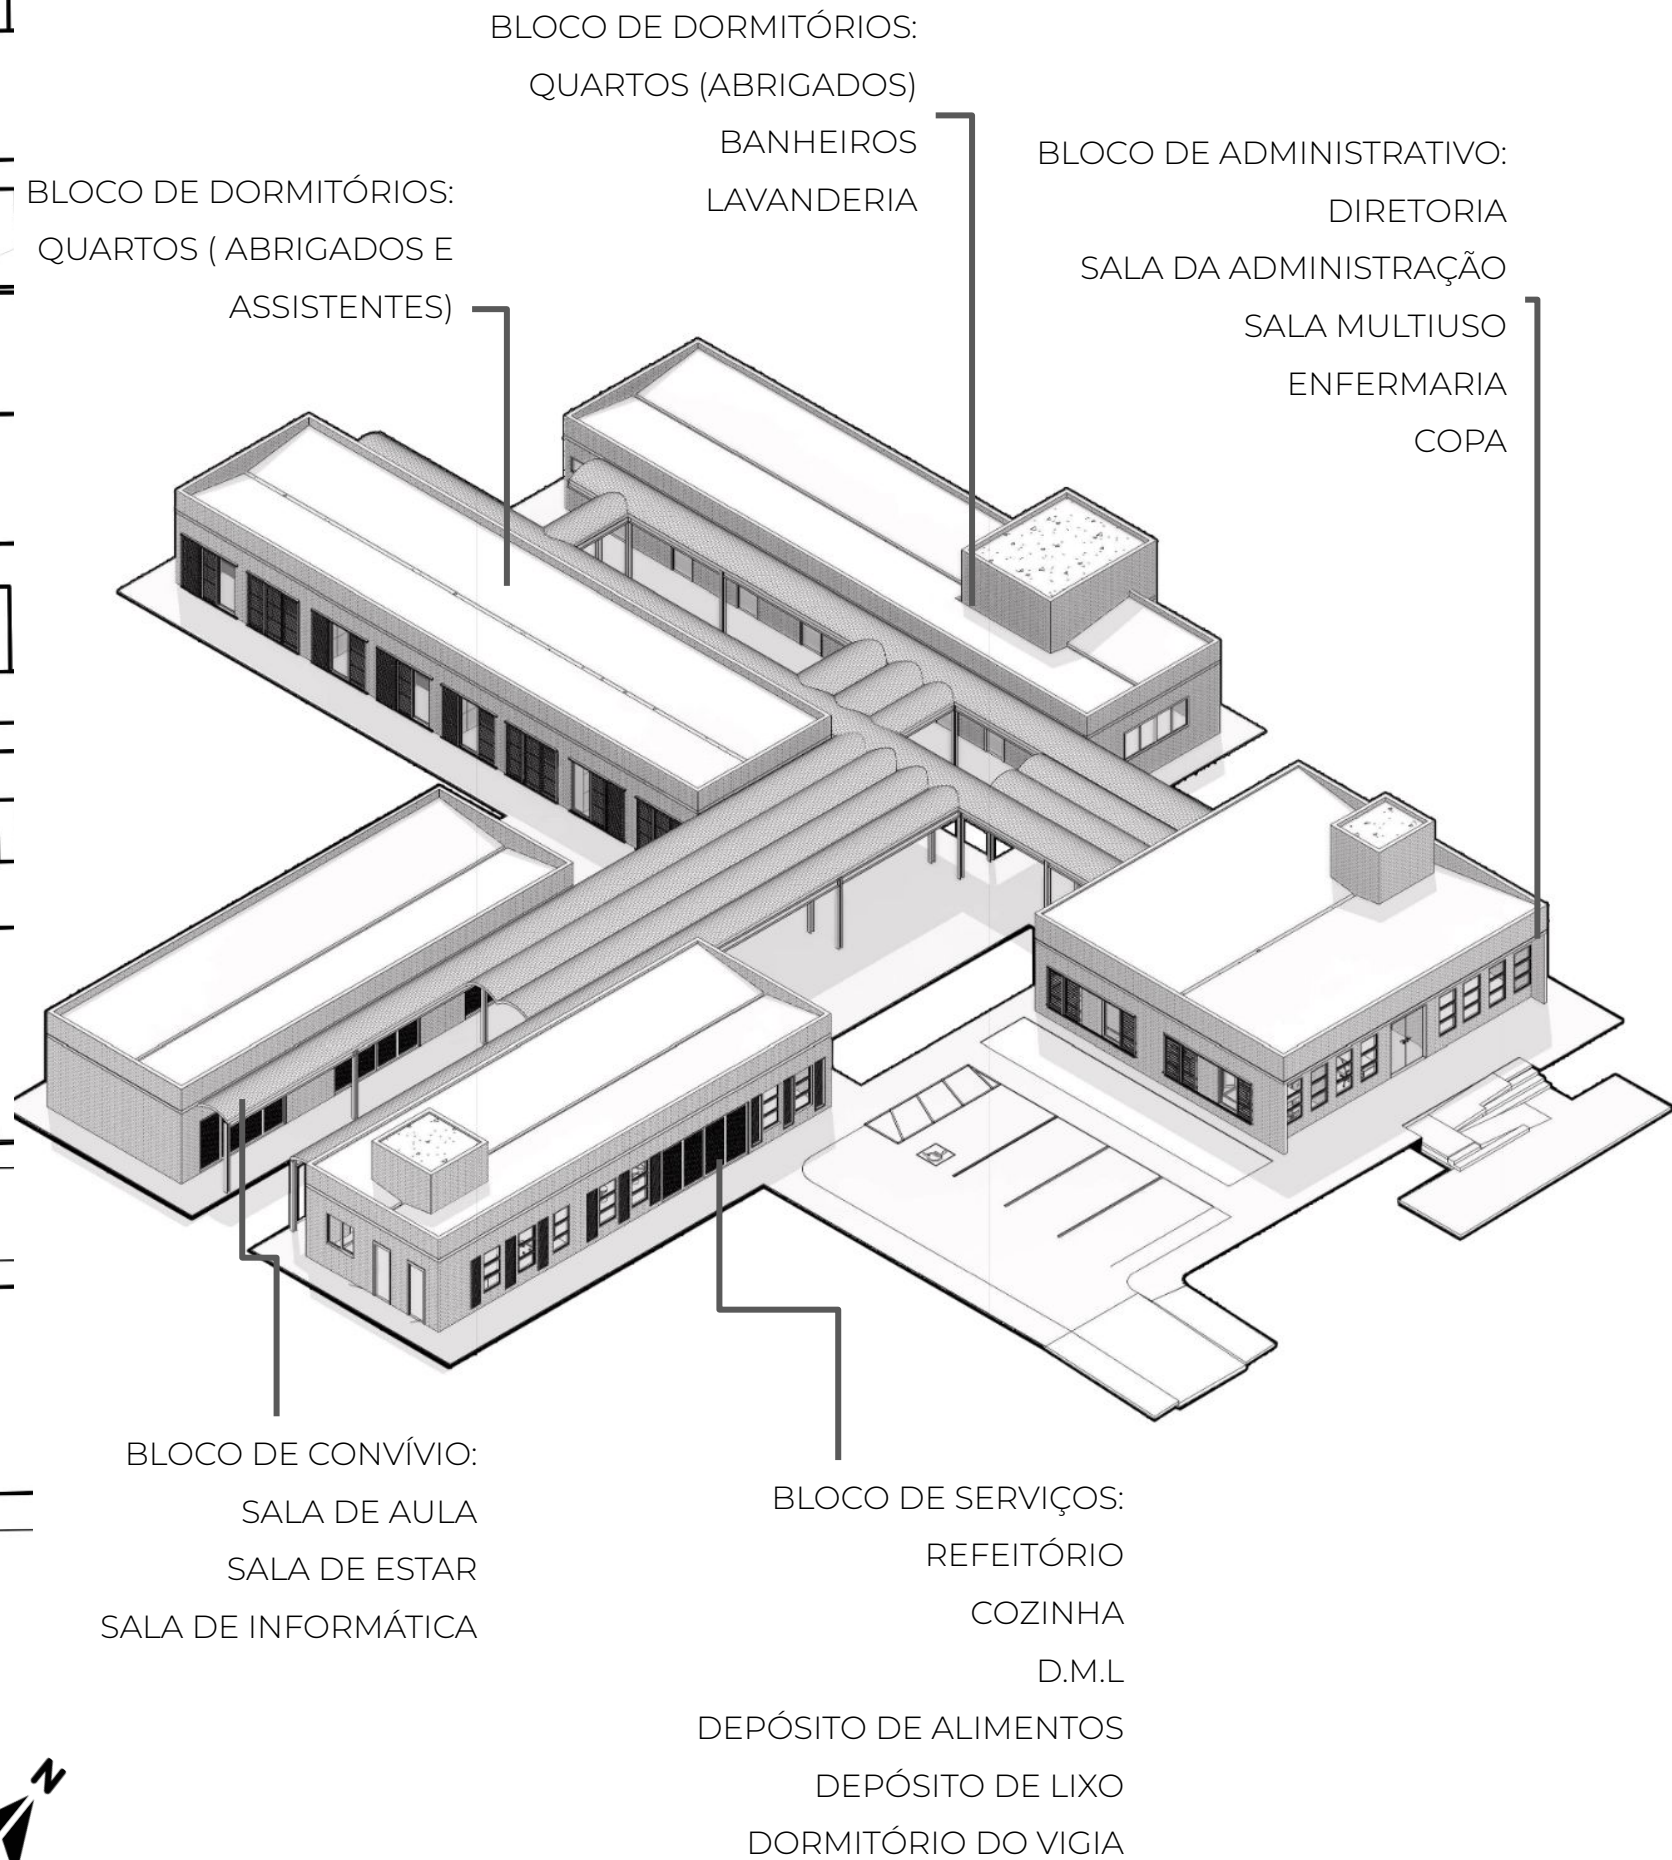 BLOCO DE DORMITÓRIOS:
QUARTOS (ABRIGADOS)
BANHEIROS
LAVANDERIA
BLOCO DE DORMITÓRIOS:
QUARTOS ( ABRIGADOS E
ASSISTENTES)
BLOCO DE ADMINISTRATIVO:
DIRETORIA
SALA DA ADMINISTRAÇÃO
SALA MULTIUSO
ENFERMARIA
COPA
BLOCO DE CONVÍVIO:
SALA DE AULA
SALA DE ESTAR
SALA DE INFORMÁTICA
BLOCO DE SERVIÇOS:
REFEITÓRIO
COZINHA
D.M.L
DEPÓSITO DE ALIMENTOS
DEPÓSITO DE LIXO
DORMITÓRIO DO VIGIA
N